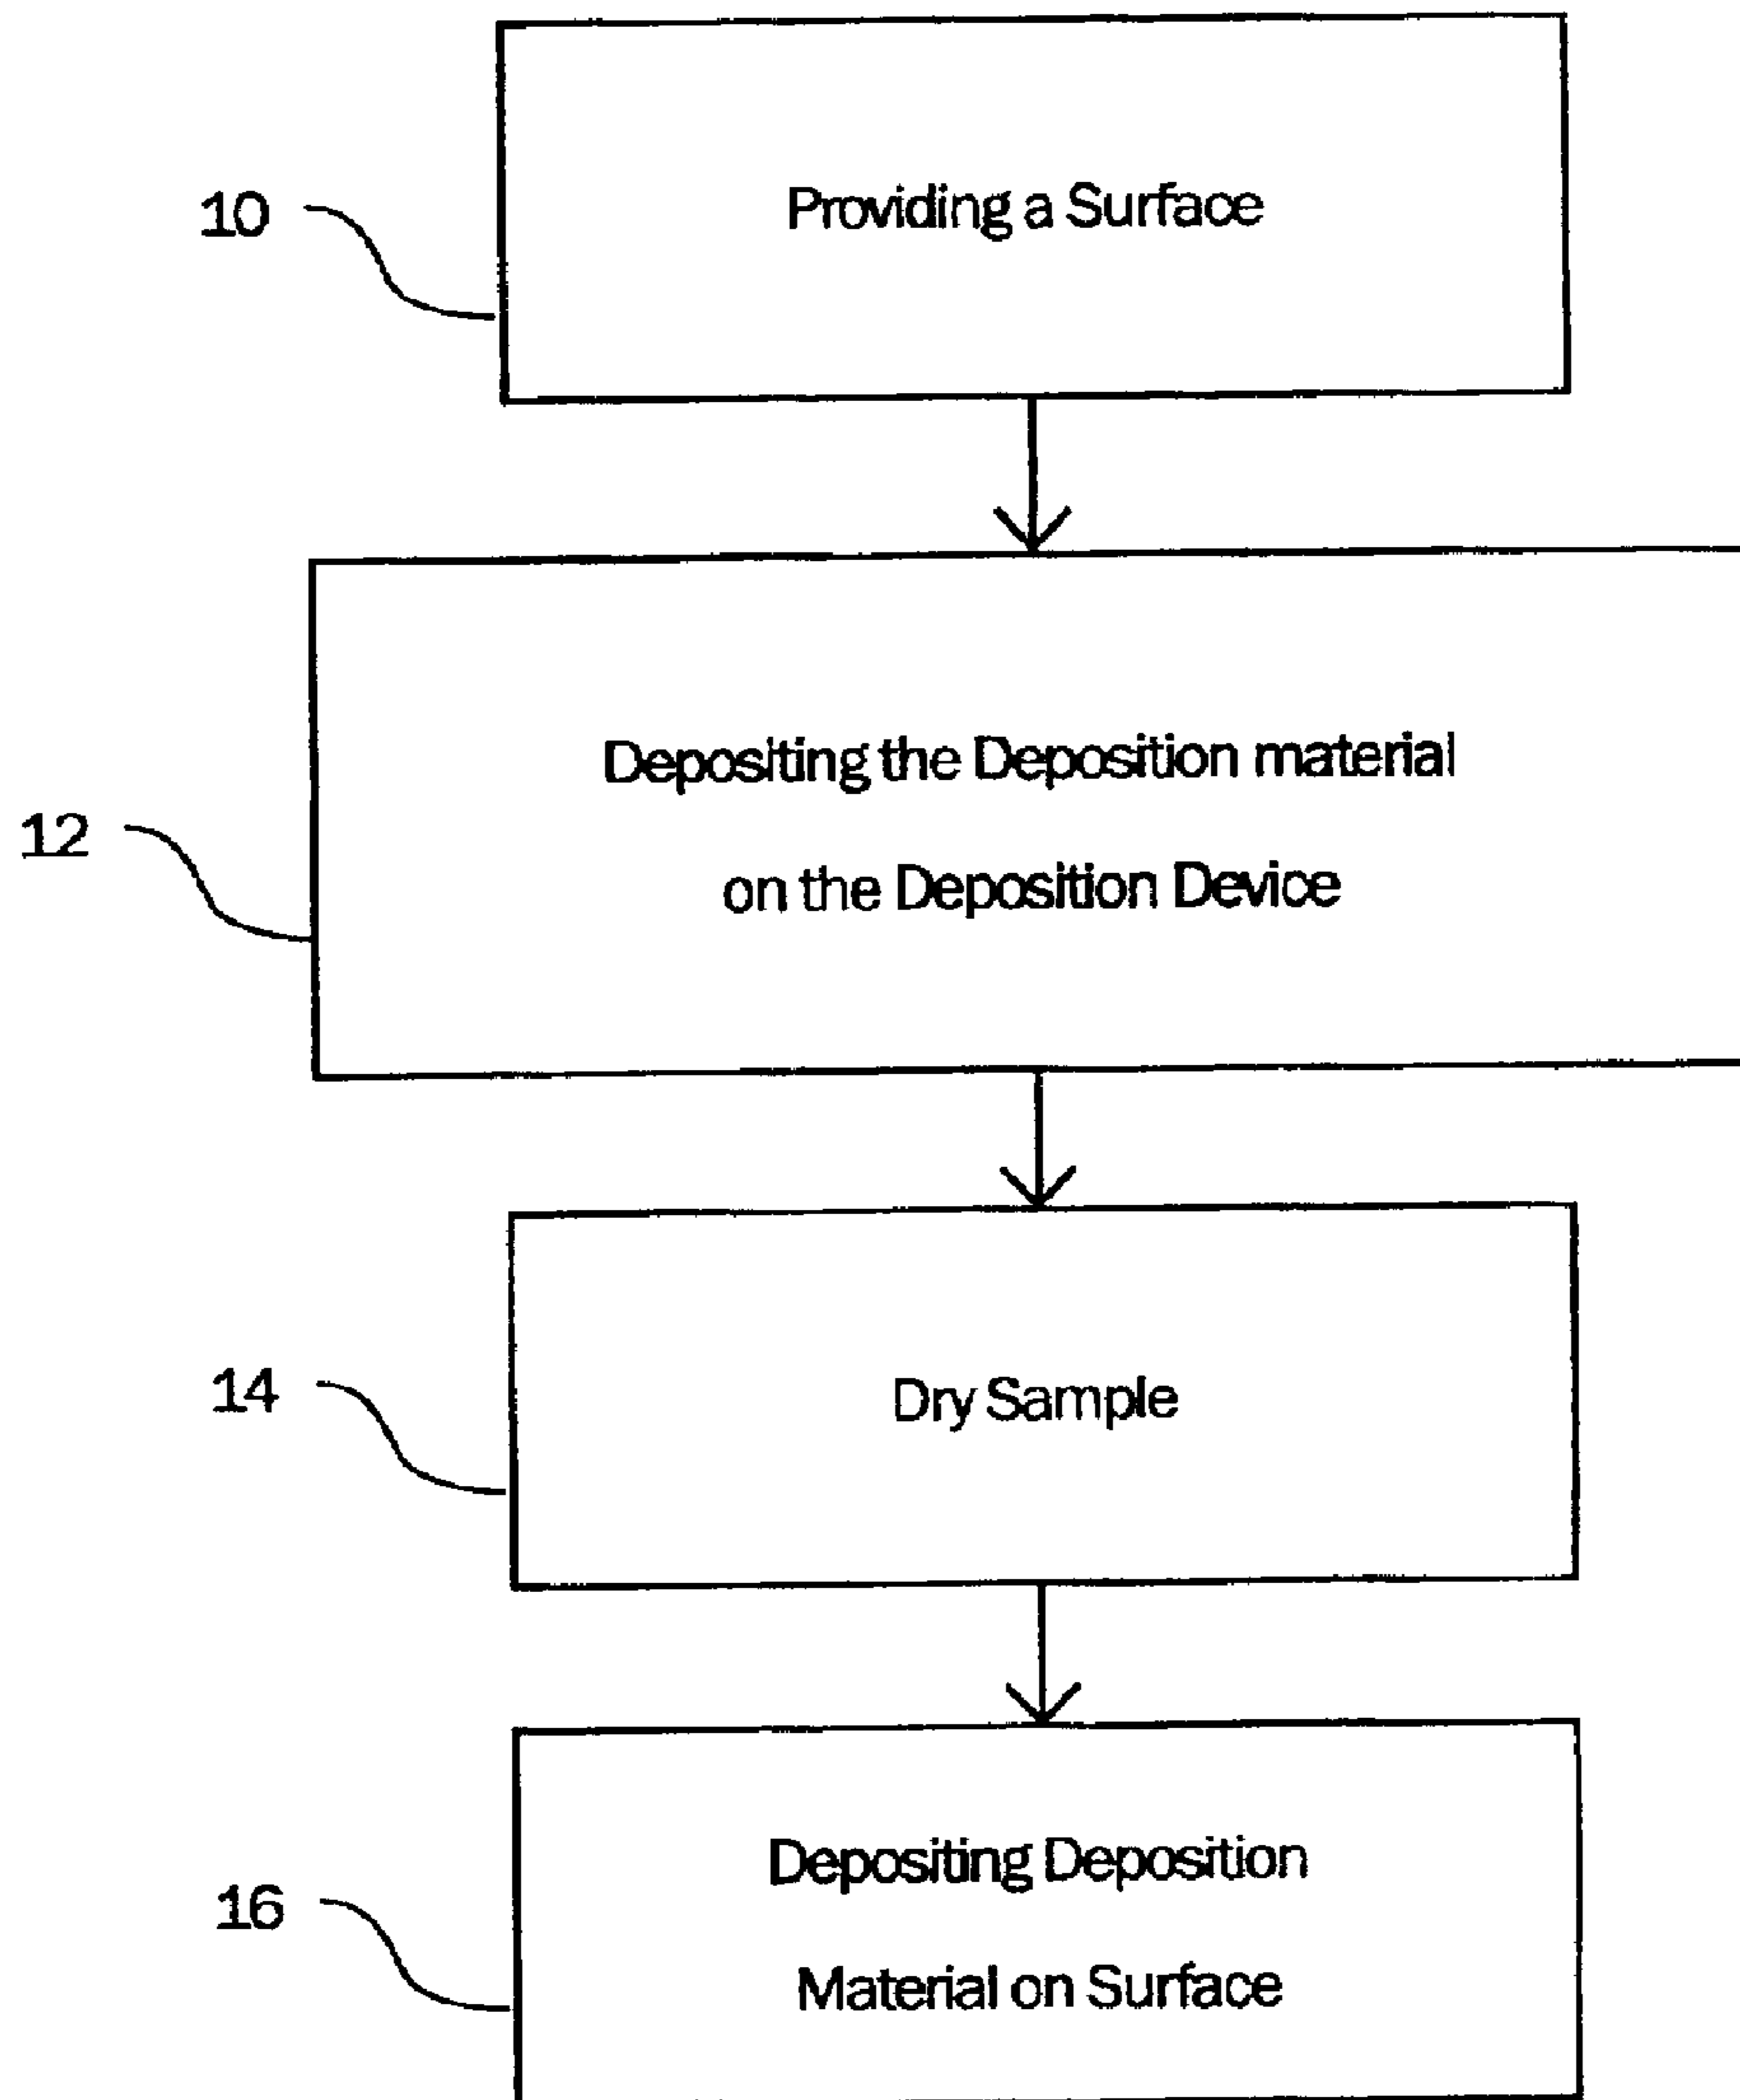 10
Providing a Surface
12
Depositing the Deposition material
on the Deposition Device
14
Dry Sample
16
Depositing Deposition
Material on Surface